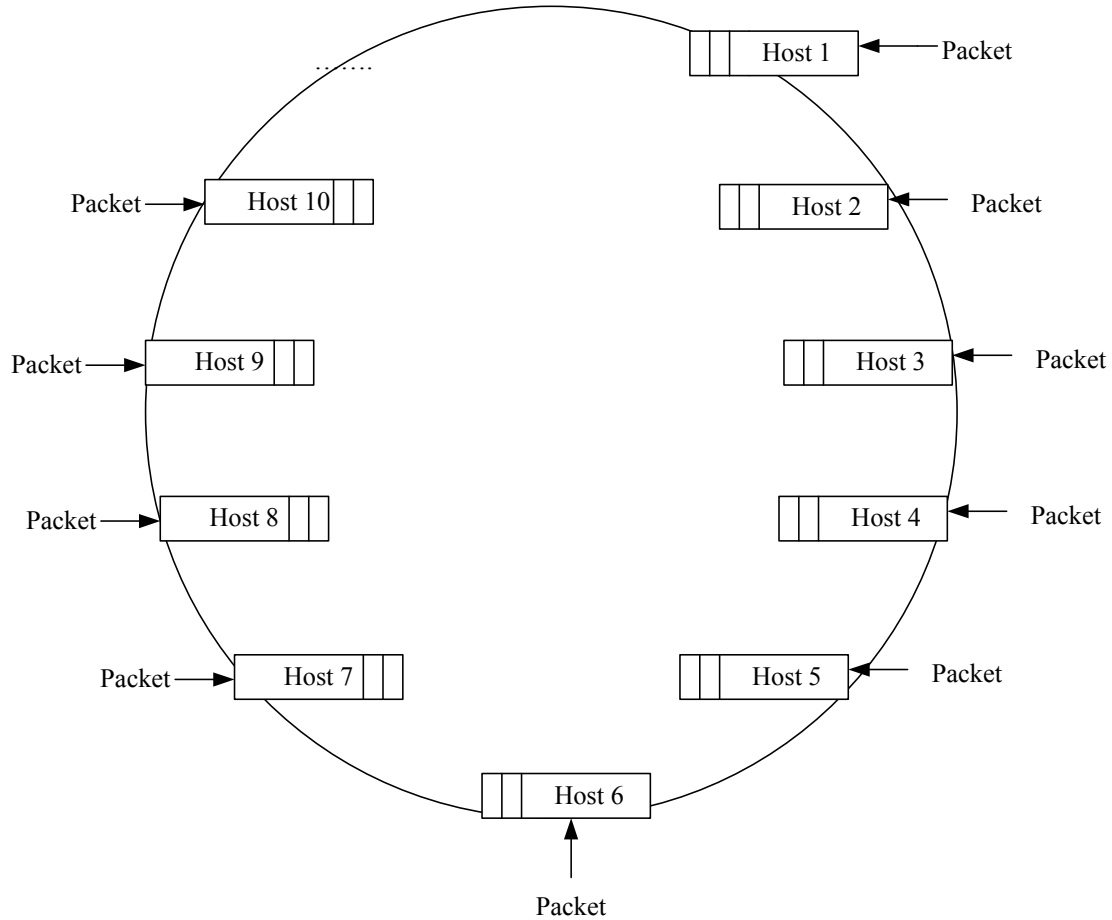 Host 1
Packet
.......
Packet
Host 10
Host 2
Packet
Packet
Host 9
Host 3
Packet
Packet
Host 8
Host 4
Packet
Packet
Host 7
Host 5
Packet
Host 6
Packet